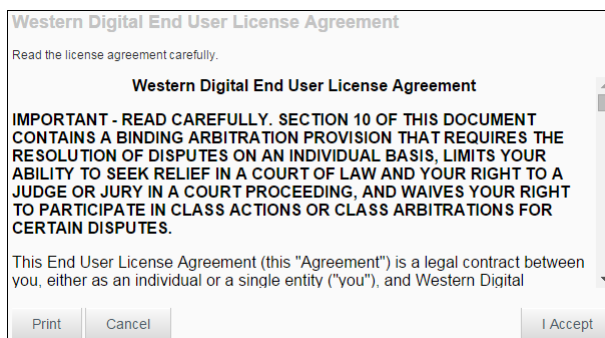 Western Digital End User License Agreement
Read the license agreement carefully.
Western Digital End User License Agreement
IMPORTANT - READ CAREFULLY. SECTION 10 OF THIS DOCUMENT
CONTAINS A BINDING ARBITRATION PROVISION THAT REQUIRES THE
RESOLUTION OF DISPUTES ON AN INDIVIDUAL BASIS, LIMITS YOUR
ABILITY TO SEEK RELIEF IN A COURT OF LAW AND YOUR RIGHT TO A
JUDGE OR JURY IN A COURT PROCEEDING, AND WAIVES YOUR RIGHT
TO PARTICIPATE IN CLASS ACTIONS OR CLASS ARBITRATIONS FOR
CERTAIN DISPUTES.
This End User License Agreement (this "Agreement") is a legal contract between
you, either as an individual or a single entity ("you"), and Western Digital
Print Cancel I Accept